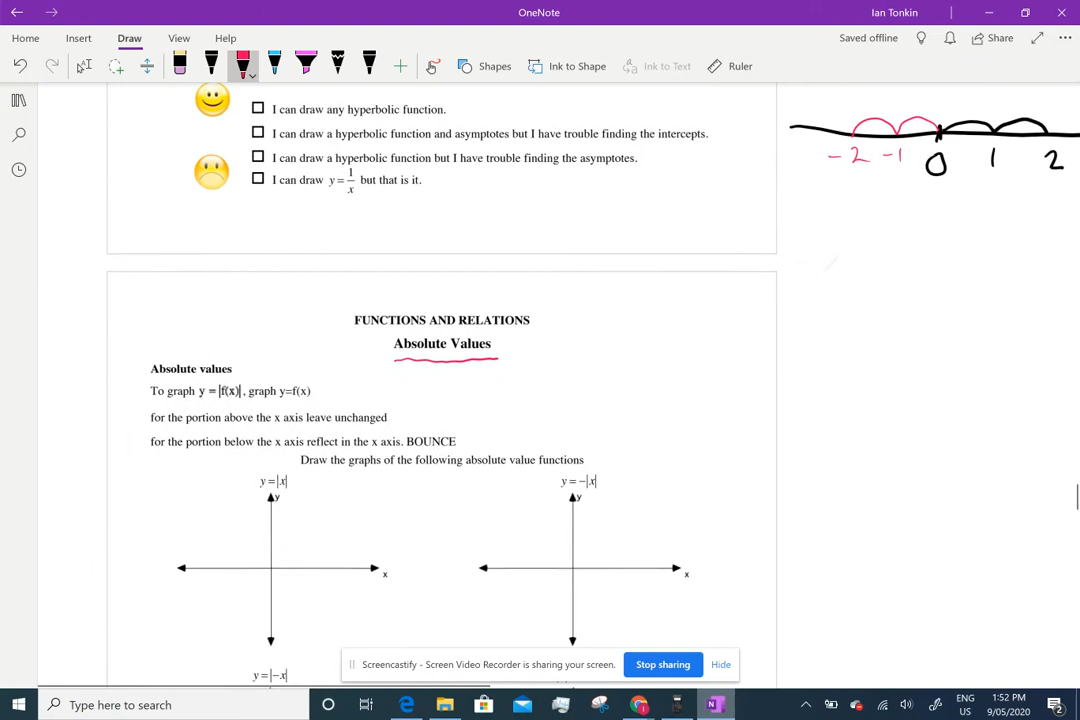 OneNote
Ian Tonkin
Home Insert Draw View Help
Saved offline Share
Shapes Ink to Shape Ink to Text Ruler
I can draw any hyperbolic function.
I can draw a hyperbolic function and asymptotes but I have trouble finding the intercepts.
I can draw a hyperbolic function but I have trouble finding the asymptotes.
I can draw y = 1/x but that is it.
-2 -1 0 1 2
FUNCTIONS AND RELATIONS
Absolute Values
Absolute values
To graph y = |f(x)| , graph y=f(x)
for the portion above the x axis leave unchanged
for the portion below the x axis reflect in the x axis. BOUNCE
Draw the graphs of the following absolute value functions
y = |x| y = -|x|
y y
x x
y = |-x|
Screencastify - Screen Video Recorder is sharing your screen. Stop sharing Hide
Type here to search
ENG
US
1:52 PM
9/05/2020
2